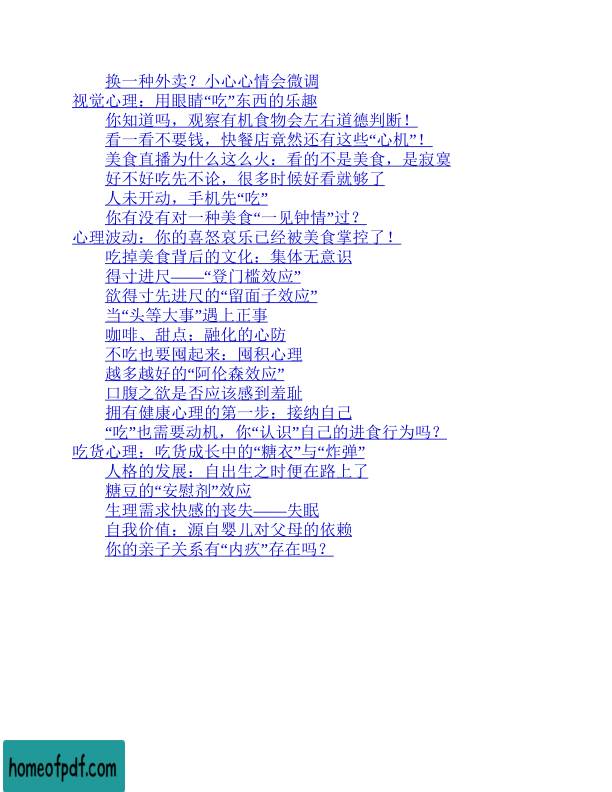 换一种外卖？小心心情会微调
视觉心理：用眼睛“吃”东西的乐趣
你知道吗，观察有机食物会左右道德判断！
看一看不要钱，快餐店竟然还有这些“心机”！
美食直播为什么这么火：看的不是美食，是寂寞
好不好吃先不论，很多时候好看就够了
人未开动，手机先“吃”
你有没有对一种美食“一见钟情”过？
心理波动：你的喜怒哀乐已经被美食掌控了！
吃掉美食背后的文化：集体无意识
得寸进尺——“登门槛效应”
欲得寸先进尺的“留面子效应”
当“头等大事”遇上正事
咖啡、甜点：融化的心防
不吃也要囤起来：囤积心理
越多越好的“阿伦森效应”
口腹之欲是否应该感到羞耻
拥有健康心理的第一步：接纳自己
“吃”也需要动机，你“认识”自己的进食行为吗？
吃货心理：吃货成长中的“糖衣”与“炸弹”
人格的发展：自出生之时便在路上了
糖豆的“安慰剂”效应
生理需求快感的丧失——失眠
自我价值：源自婴儿对父母的依赖
你的亲子关系有“内疚”存在吗？
homeofpdf.com